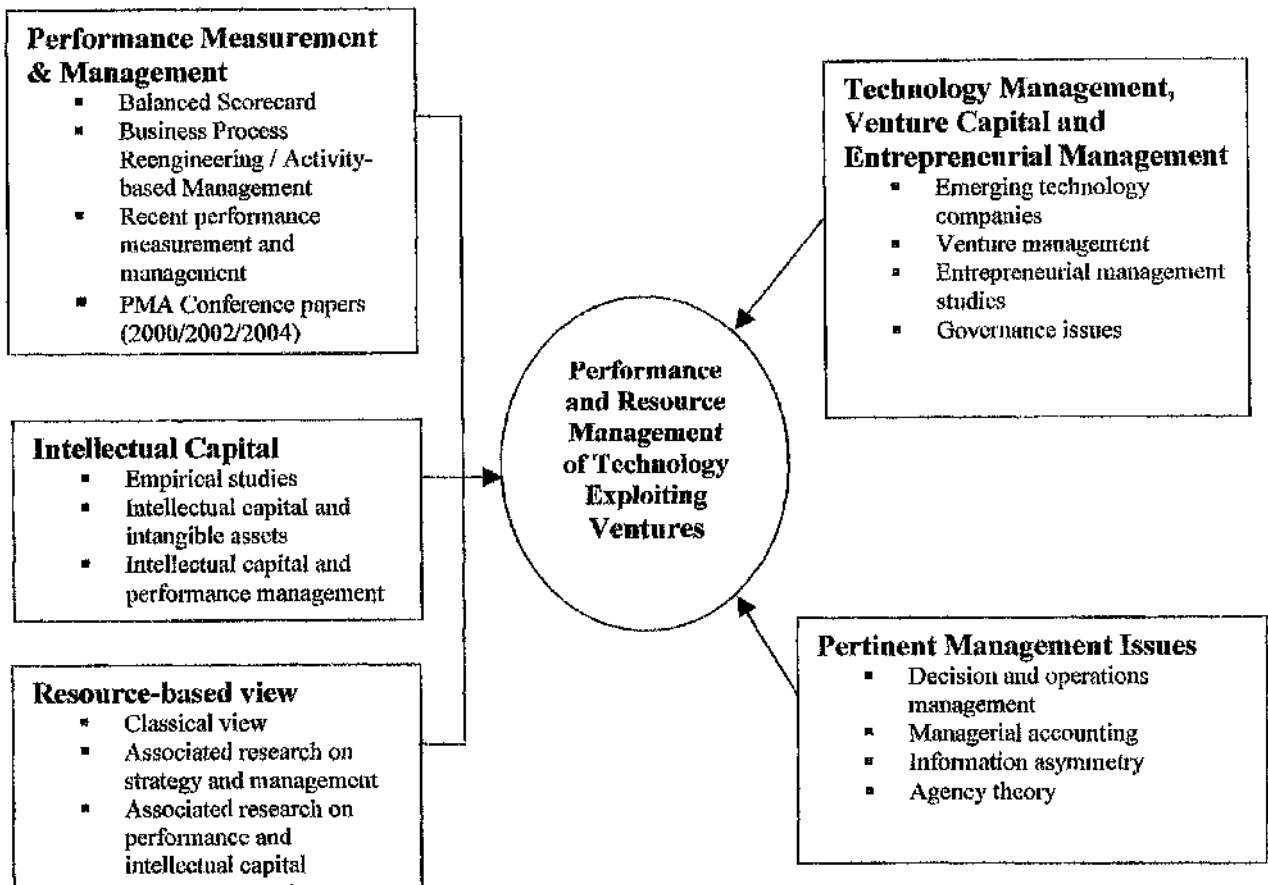 Performance Measurement
& Management
▪ Balanced Scorecard
▪ Business Process
Reengineering / Activity-
based Management
▪ Recent performance
measurement and
management
▪ PMA Conference papers
(2000/2002/2004)
Intellectual Capital
▪ Empirical studies
▪ Intellectual capital and
intangible assets
▪ Intellectual capital and
performance management
Resource-based view
▪ Classical view
▪ Associated research on
strategy and management
▪ Associated research on
performance and
intellectual capital
Performance
and Resource
Management
of Technology
Exploiting
Ventures
Technology Management,
Venture Capital and
Entrepreneurial Management
▪ Emerging technology
companies
▪ Venture management
▪ Entrepreneurial management
studies
▪ Governance issues
Pertinent Management Issues
▪ Decision and operations
management
▪ Managerial accounting
▪ Information asymmetry
▪ Agency theory